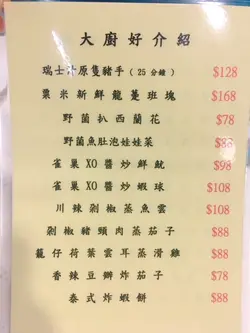 大廚好介紹
瑞士汁原隻豬手(25分鐘) $128
粟米新鮮龍躉班塊 $168
野菌扒西蘭花 $78
野菌魚肚泡娃娃菜 $88
雀巢XO醬炒鮮魷 $98
雀巢XO醬炒蝦球 $108
川辣剁椒蒸魚雲 $108
剁椒豬頸肉蒸茄子 $88
籠仔荷葉雲耳蒸滑雞 $88
香辣豆瓣炸茄子 $78
泰式炸蝦餅 $88